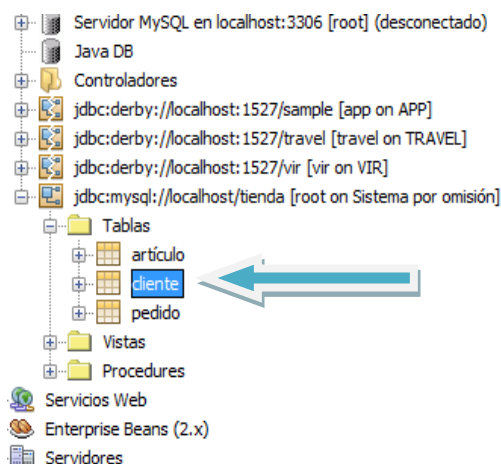 Servidor MySQL en localhost:3306 [root] (desconectado)
Java DB
Controladores
jdbc:derby://localhost:1527/sample [app on APP]
jdbc:derby://localhost:1527/travel [travel on TRAVEL]
jdbc:derby://localhost:1527/vir [vir on VIR]
jdbc:mysql://localhost/tienda [root on Sistema por omisión]
Tablas
artículo
cliente
pedido
Vistas
Procedures
Servicios Web
Enterprise Beans (2.x)
Servidores